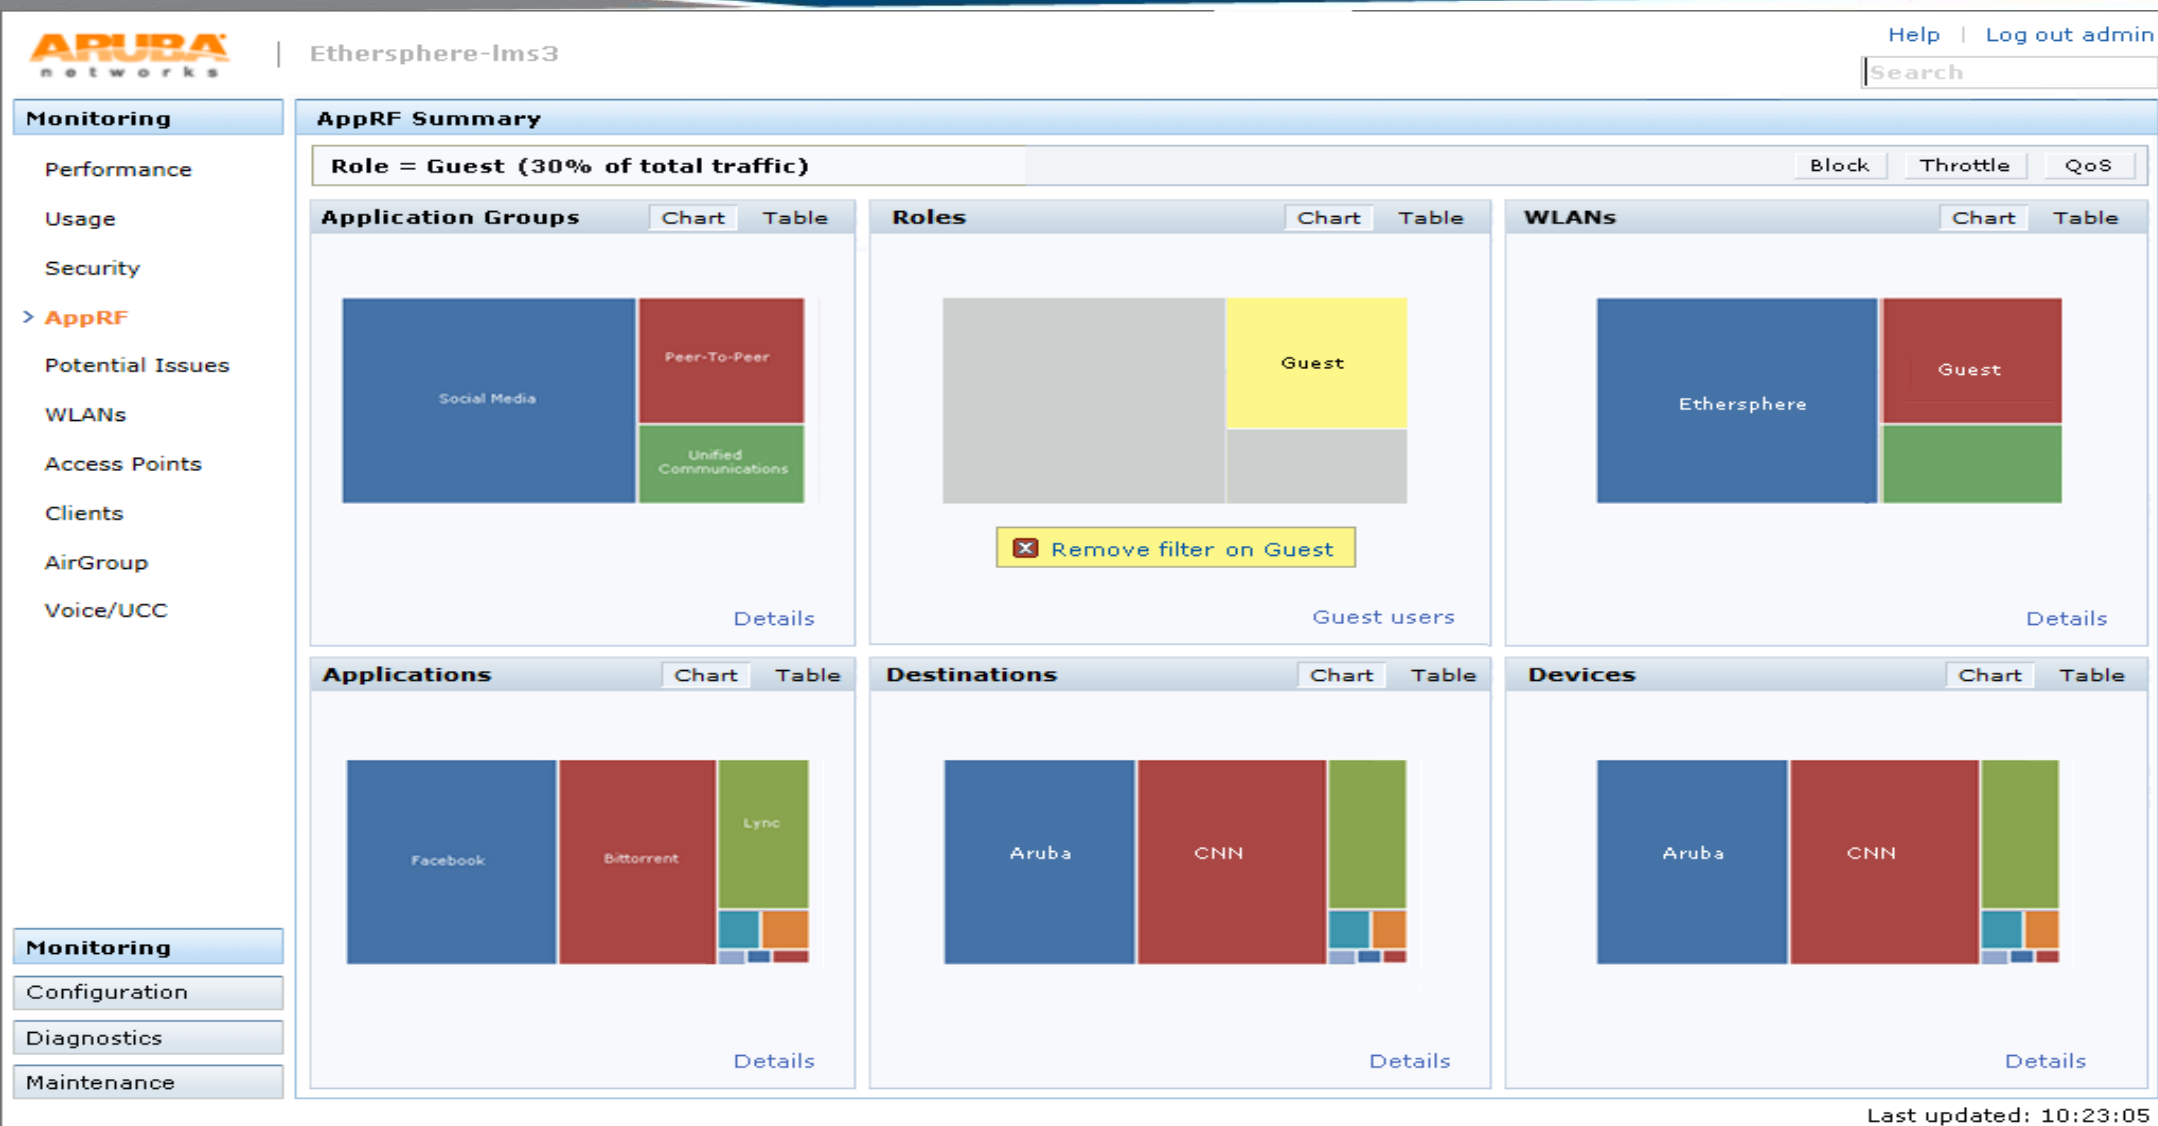 ARUBA
networks
Ethersphere-lms3
Help | Log out admin
Search
Monitoring
Performance
Usage
Security
> AppRF
Potential Issues
WLANs
Access Points
Clients
AirGroup
Voice/UCC
Monitoring
Configuration
Diagnostics
Maintenance
AppRF Summary
Role = Guest (30% of total traffic)
Block Throttle QoS
Application Groups Chart Table
Social Media
Peer-To-Peer
Unified
Communications
Details
Roles Chart Table
Guest
Remove filter on Guest
Guest users
WLANs Chart Table
Ethersphere
Guest
Details
Applications Chart Table
Facebook
Bittorrent
Lync
Details
Destinations Chart Table
Aruba
CNN
Details
Devices Chart Table
Aruba
CNN
Details
Last updated: 10:23:05